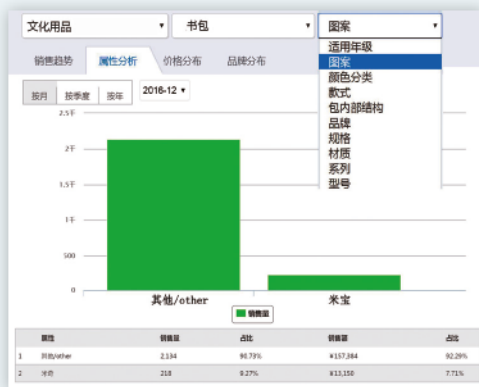 文化用品 书包 图案
销售趋势 属性分析 价格分布 品牌分布
适用年级
图案
颜色分类
款式
包内部结构
品牌
规格
材质
系列
型号
按月 按季度 按年 2016-12
2.5千
2千
1.5千
1千
500
0
其他/other 米宝
销售量
属性 销售量 占比 销售额 占比
1 其他/other 2,134 90.73% ¥157,384 92.29%
2 米奇 218 9.27% ¥13,150 7.71%